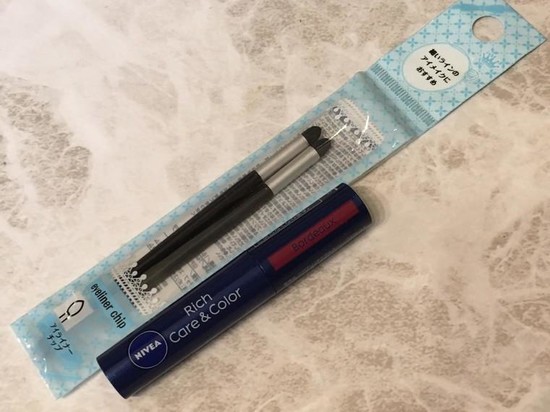 細いラインの
アイメイクに
おすすめ
eyeliner chip
アイライナー
チップ
Bordeaux
Rich
Care & Color
NIVEA